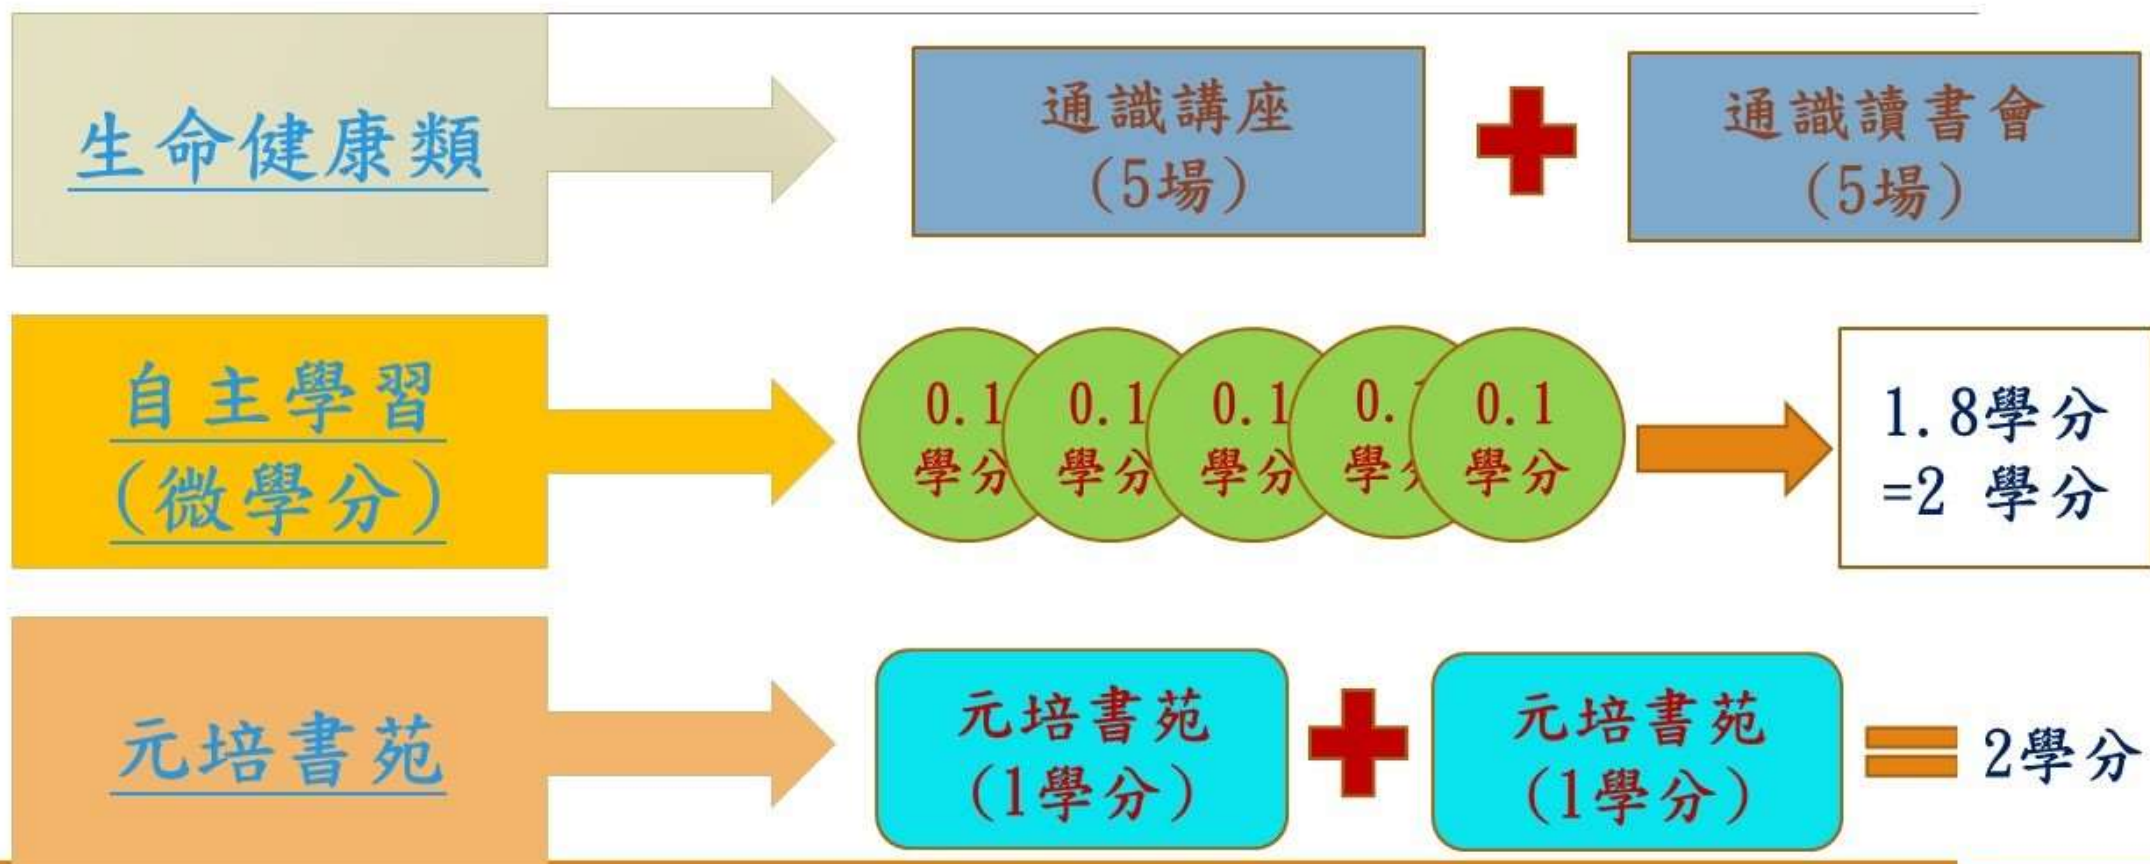 生命健康類
通識講座
(5場)
通識讀書會
(5場)
自主學習
(微學分)
0.1
學分
0.1
學分
0.1
學分
0.
學分
0.1
學分
1.8學分
=2 學分
元培書苑
元培書苑
(1學分)
元培書苑
(1學分)
2學分